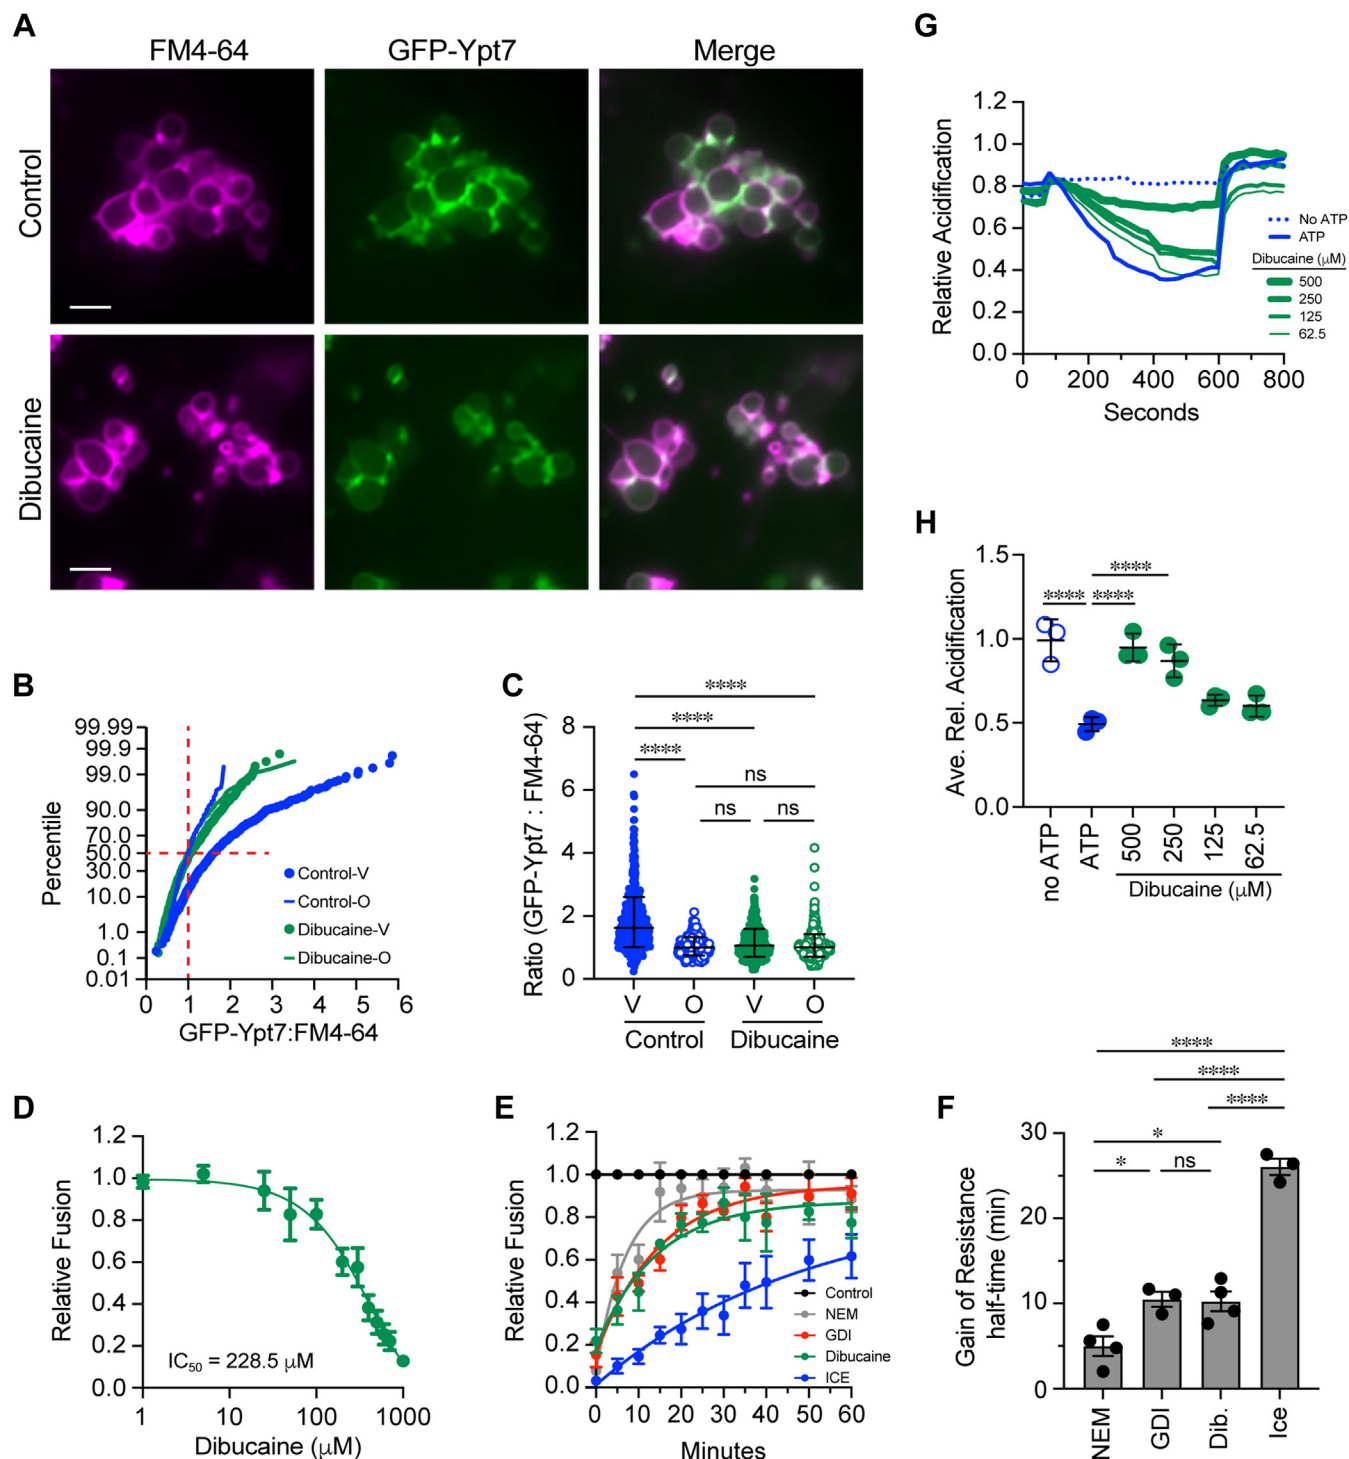 A
FM4-64
GFP-Ypt7
Merge
Control
Dibucaine
B
Percentile
99.99
99.9
99.0
90.0
70.0
50.0
30.0
10.0
1.0
0.1
0.01
0 1 2 3 4 5 6
GFP-Ypt7:FM4-64
Control-V
Control-O
Dibucaine-V
Dibucaine-O
C
Ratio (GFP-Ypt7 : FM4-64)
8
6
4
2
0
****
****
****
ns
ns
ns
V O V O
Control Dibucaine
D
Relative Fusion
1.2
1.0
0.8
0.6
0.4
0.2
0.0
IC50 = 228.5 μM
1 10 100 1000
Dibucaine (μM)
E
Relative Fusion
1.2
1.0
0.8
0.6
0.4
0.2
0.0
Control
NEM
GDI
Dibucaine
ICE
0 10 20 30 40 50 60
Minutes
F
Gain of Resistance
half-time (min)
****
****
****
*
* ns
30
20
10
0
NEM
GDI
Dib.
Ice
G
Relative Acidification
1.2
1.0
0.8
0.6
0.4
0.2
0.0
No ATP
ATP
Dibucaine (μM)
500
250
125
62.5
0 200 400 600 800
Seconds
H
Ave. Rel. Acidification
1.5
1.0
0.5
0.0
****
**** ****
no ATP
ATP
500
250
125
62.5
Dibucaine (μM)